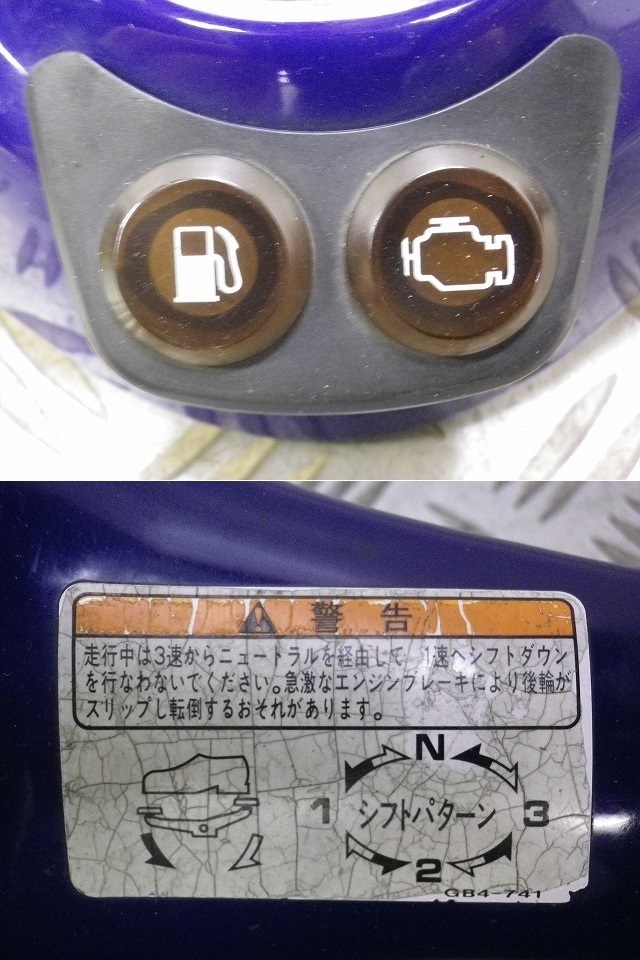 警告
走行中は3速からニュートラルを経由して、1速へシフトダウン
を行なわないでください。急激なエンジンブレーキにより後輪が
スリップし転倒するおそれがあります。
N
1 シフトパターン 3
2
GB4-741